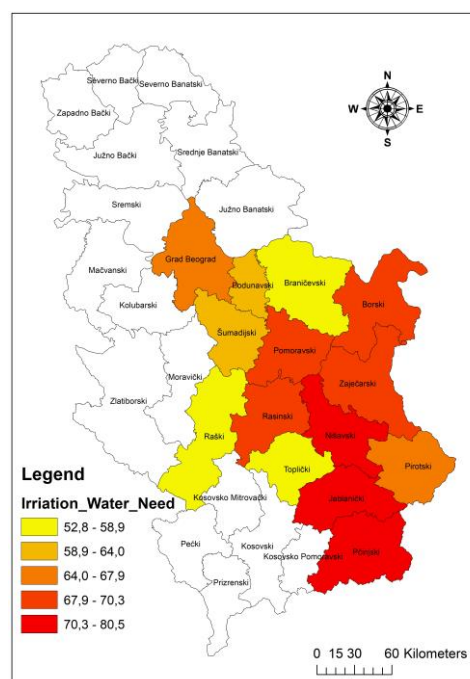 N
W E
S
Severno Bački
Severno Banatski
Zapadno Bački
Južno Bački
Srednje Banatski
Sremski
Južno Banatski
Mačvanski
Grad Beograd
Podunavski
Braničevski
Kolubarski
Borski
Šumadijski
Pomoravski
Moravički
Zaječarski
Zlatiborski
Rasinski
Raški
Nišavski
Toplički
Pirotski
Jablanički
Kosovsko Mitrovački
Pećki
Kosovski
Kosovsko Pomoravski
Pčinjski
Prizrenski
Legend
Irriation_Water_Need
52,8 - 58,9
58,9 - 64,0
64,0 - 67,9
67,9 - 70,3
70,3 - 80,5
0 15 30 60 Kilometers